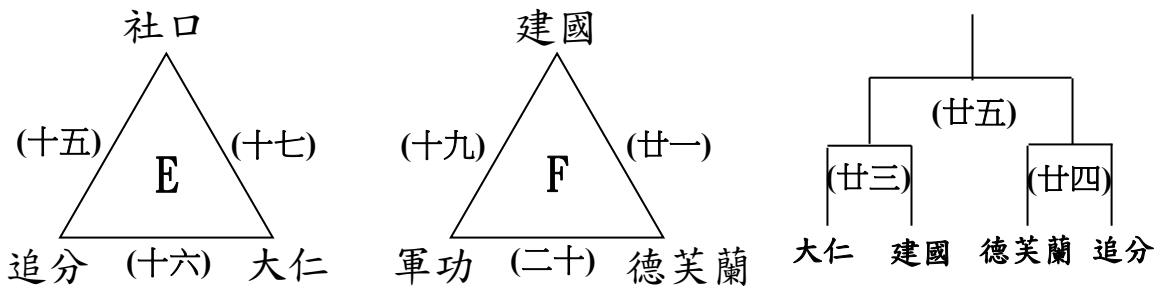 社口
(十五)
(十七)
E
追分
(十六)
大仁
建國
(十九)
(廿一)
F
軍功
(二十)
德芙蘭
(廿五)
(廿三)
(廿四)
大仁
建國
德芙蘭
追分